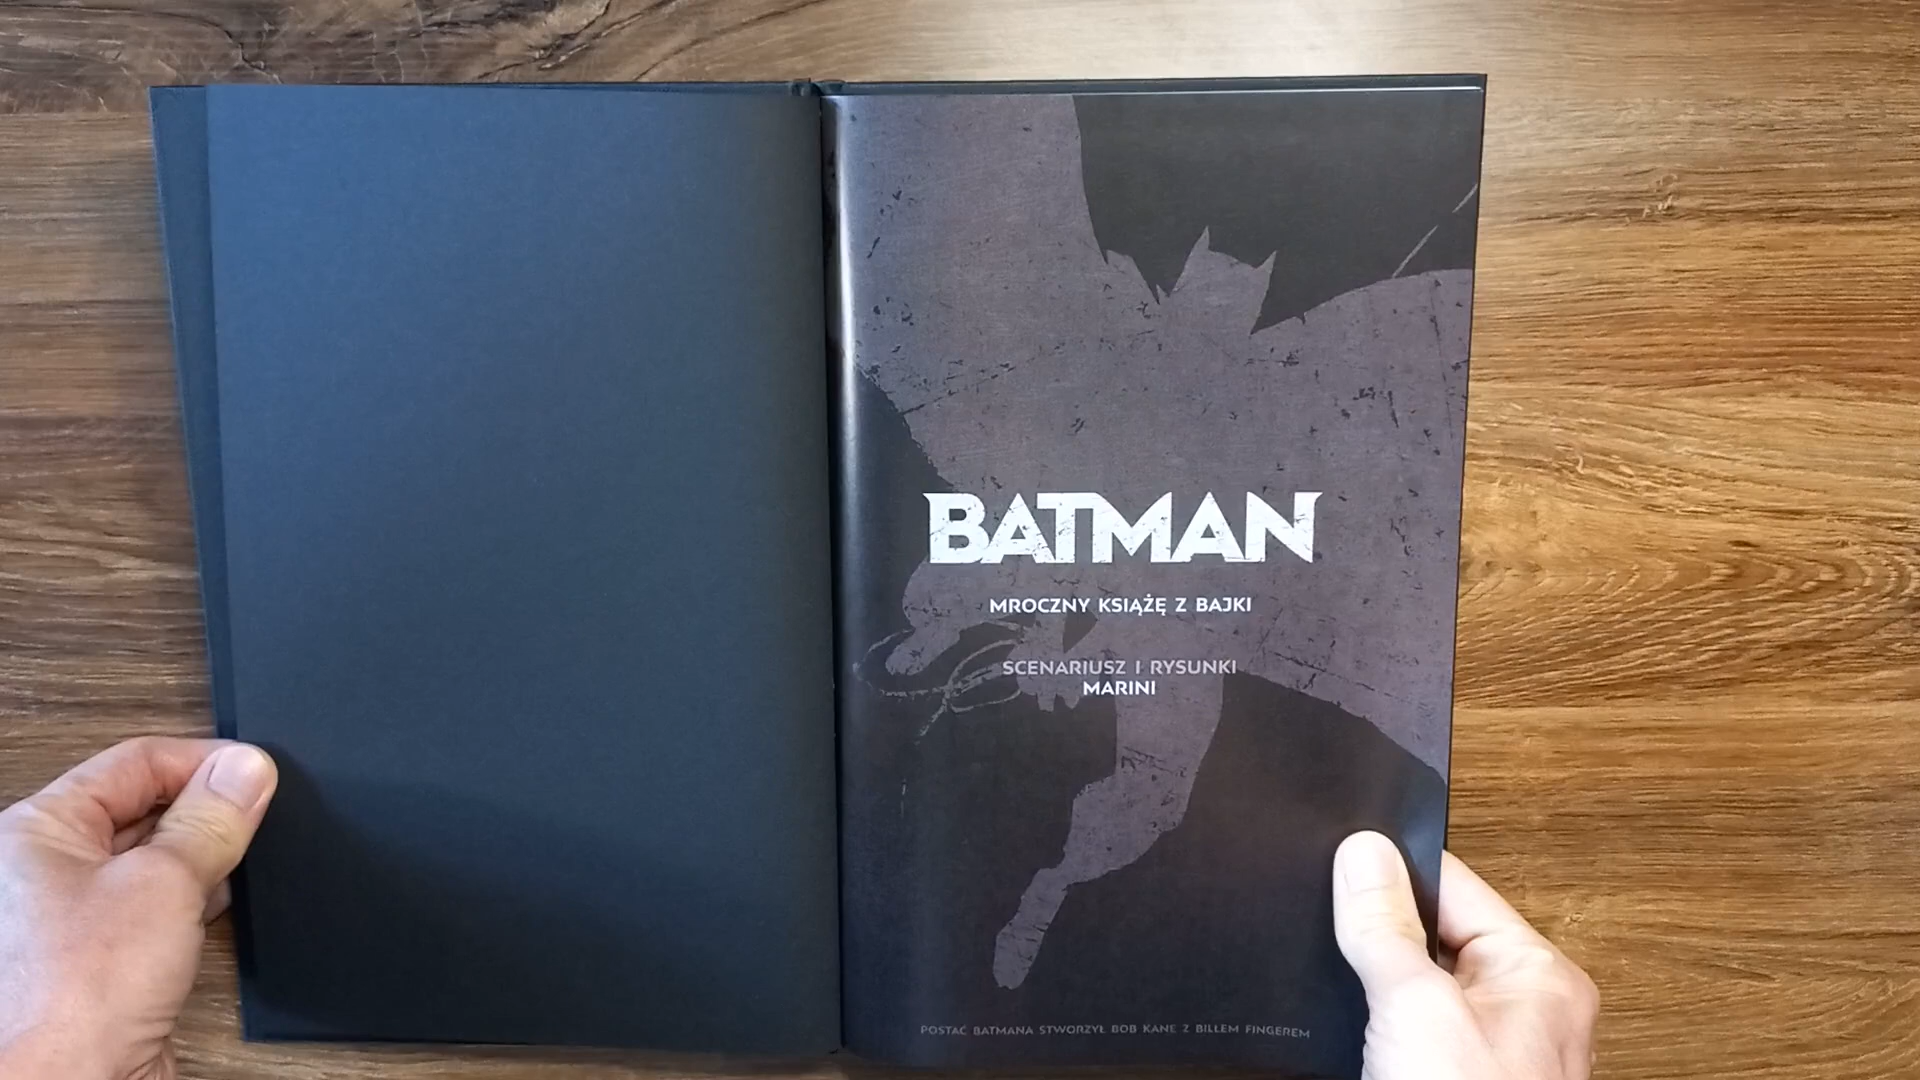 BATMAN
MROCZNY KSIĄŻĘ Z BAJKI
SCENARIUSZ I RYSUNKI
MARINI
POSTAĆ BATMANA STWORZYŁ BOB KANE Z BILLEM FINGEREM